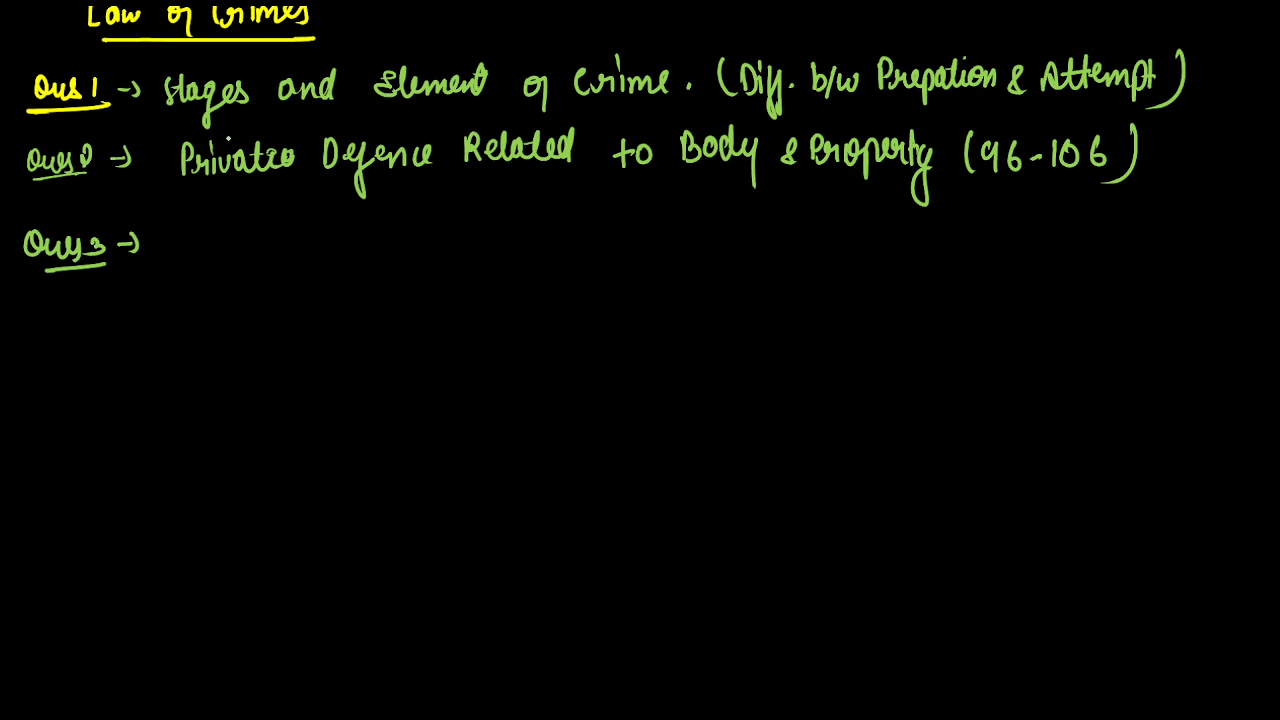 Law of Crimes
Ques 1 → Stages and Element of Crime. (Diff. b/w Prepation & Attempt)
Ques 2 → Private Defence Related to Body & Property (96-106)
Ques 3 →